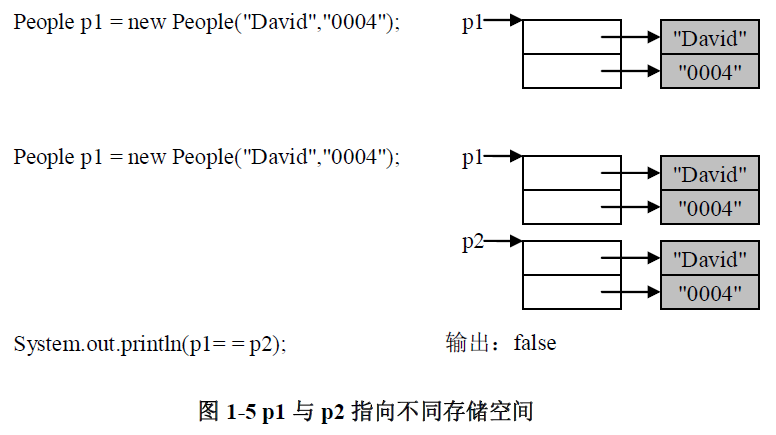 People p1 = new People("David","0004"); p1 "David"
"0004"
People p1 = new People("David","0004"); p1 "David"
"0004"
p2 "David"
"0004"
System.out.println(p1= = p2); 输出：false
图 1-5 p1 与 p2 指向不同存储空间